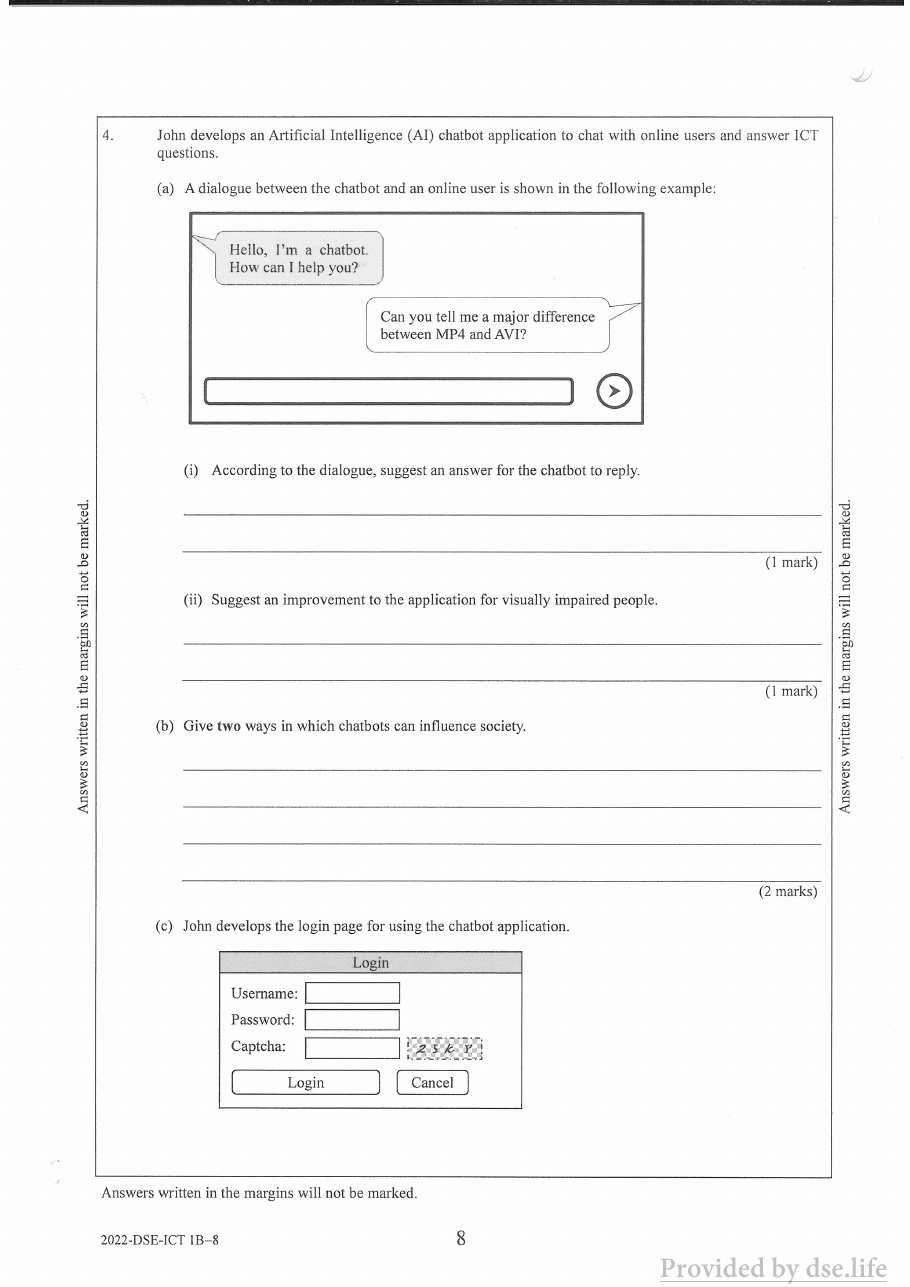 4. John develops an Artificial Intelligence (AI) chatbot application to chat with online users and answer ICT
questions.
(a) A dialogue between the chatbot and an online user is shown in the following example:
Hello, I'm a chatbot.
How can I help you?
Can you tell me a major difference
between MP4 and AVI?
(i) According to the dialogue, suggest an answer for the chatbot to reply.
(1 mark)
(ii) Suggest an improvement to the application for visually impaired people.
(1 mark)
(b) Give two ways in which chatbots can influence society.
(2 marks)
(c) John develops the login page for using the chatbot application.
Login
Username:
Password:
Captcha: 2 5 k Y
Login Cancel
Answers written in the margins will not be marked.
Answers written in the margins will not be marked.
Answers written in the margins will not be marked.
2022-DSE-ICT 1B–8 8
Provided by dse.life